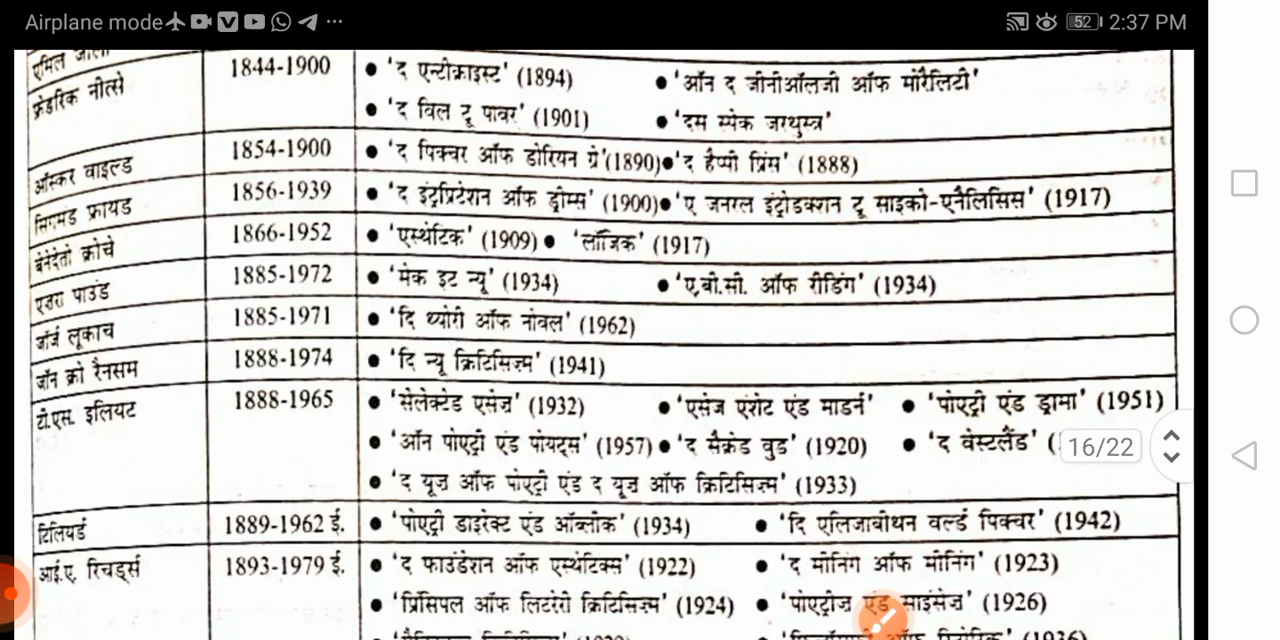 Airplane mode 52 2:37 PM
एमिल जोला
फ्रेडरिक नीत्से 1844-1900 • 'द एन्टीक्राइस्ट' (1894) • 'ऑन द जीनीऑलजी ऑफ मोरैलिटी'
• 'द विल टू पावर' (1901) • 'दस स्पेक जरथुस्त्र'
ऑस्कर वाइल्ड 1854-1900 • 'द पिक्चर ऑफ डोरियन ग्रे' (1890) • 'द हैप्पी प्रिंस' (1888)
सिगमंड फ्रायड 1856-1939 • 'द इंट्रप्रिटेशन ऑफ ड्रीम्स' (1900) • 'ए जनरल इंट्रोडक्शन टू साइको-एनैलिसिस' (1917)
बेनेदेतो क्रोचे 1866-1952 • 'एस्थेटिक' (1909) • 'लॉजिक' (1917)
एज़रा पाउंड 1885-1972 • 'मेक इट न्यू' (1934) • 'ए.बी.सी. ऑफ रीडिंग' (1934)
जॉर्ज लूकाच 1885-1971 • 'दि थ्योरी ऑफ नॉवल' (1962)
जॉन क्रो रैनसम 1888-1974 • 'दि न्यू क्रिटिसिज़्म' (1941)
टी.एस. इलियट 1888-1965 • 'सेलेक्टेड एसेज़' (1932) • 'एसेज एंशेट एंड मार्डन' • 'पोएट्री एंड ड्रामा' (1951)
• 'ऑन पोएट्री एंड पोयट्स' (1957) • 'द सैक्रेड वुड' (1920) • 'द वेस्टलैंड' (
16/22
• 'द यूज़ ऑफ पोएट्री एंड द यूज़ ऑफ क्रिटिसिज़्म' (1933)
टिलियर्ड 1889-1962 ई. • 'पोएट्री डाइरेक्ट एंड ऑब्लीक' (1934) • 'दि एलिजाबीथन वर्ल्ड पिक्चर' (1942)
आई.ए. रिचर्ड्स 1893-1979 ई. • 'द फाउंडेशन ऑफ एस्थेटिक्स' (1922) • 'द मीनिंग ऑफ मीनिंग' (1923)
• 'प्रिंसिपल ऑफ लिटरेरी क्रिटिसिज़्म' (1924) • 'पोएट्रीज एंड साइंसेज़' (1926)